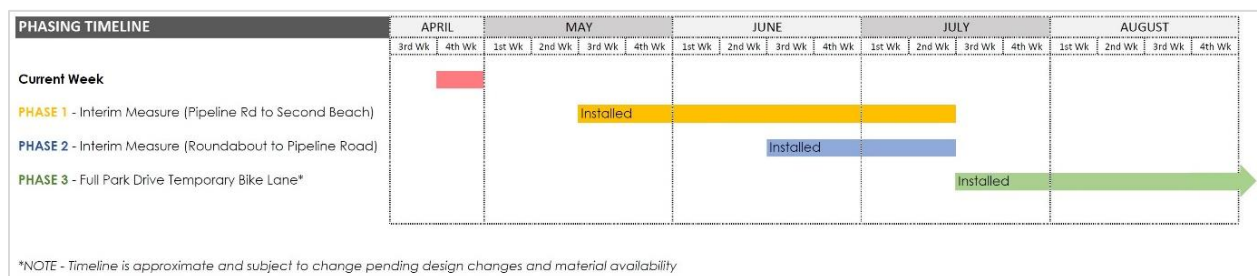 PHASING TIMELINE APRIL MAY JUNE JULY AUGUST
3rd Wk 4th Wk 1st Wk 2nd Wk 3rd Wk 4th Wk 1st Wk 2nd Wk 3rd Wk 4th Wk 1st Wk 2nd Wk 3rd Wk 4th Wk 1st Wk 2nd Wk 3rd Wk 4th Wk
Current Week
PHASE 1 - Interim Measure (Pipeline Rd to Second Beach) Installed
PHASE 2 - Interim Measure (Roundabout to Pipeline Road) Installed
PHASE 3 - Full Park Drive Temporary Bike Lane* Installed
*NOTE - Timeline is approximate and subject to change pending design changes and material availability